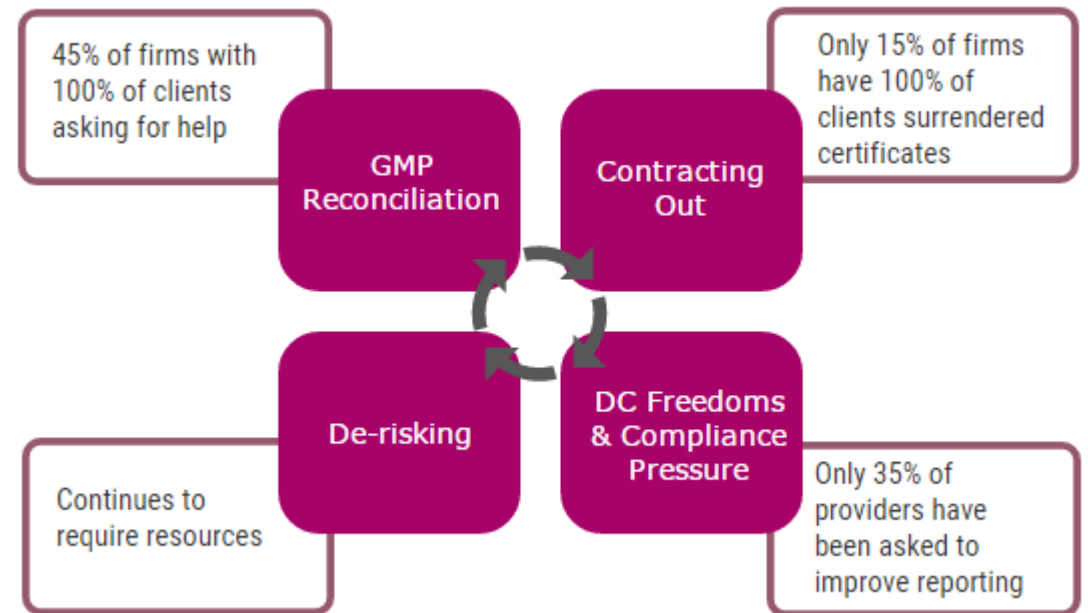 45% of firms with
100% of clients
asking for help
GMP
Reconciliation
Contracting
Out
Only 15% of firms
have 100% of
clients surrendered
certificates
De-risking
Continues to
require resources
DC Freedoms
& Compliance
Pressure
Only 35% of
providers have
been asked to
improve reporting